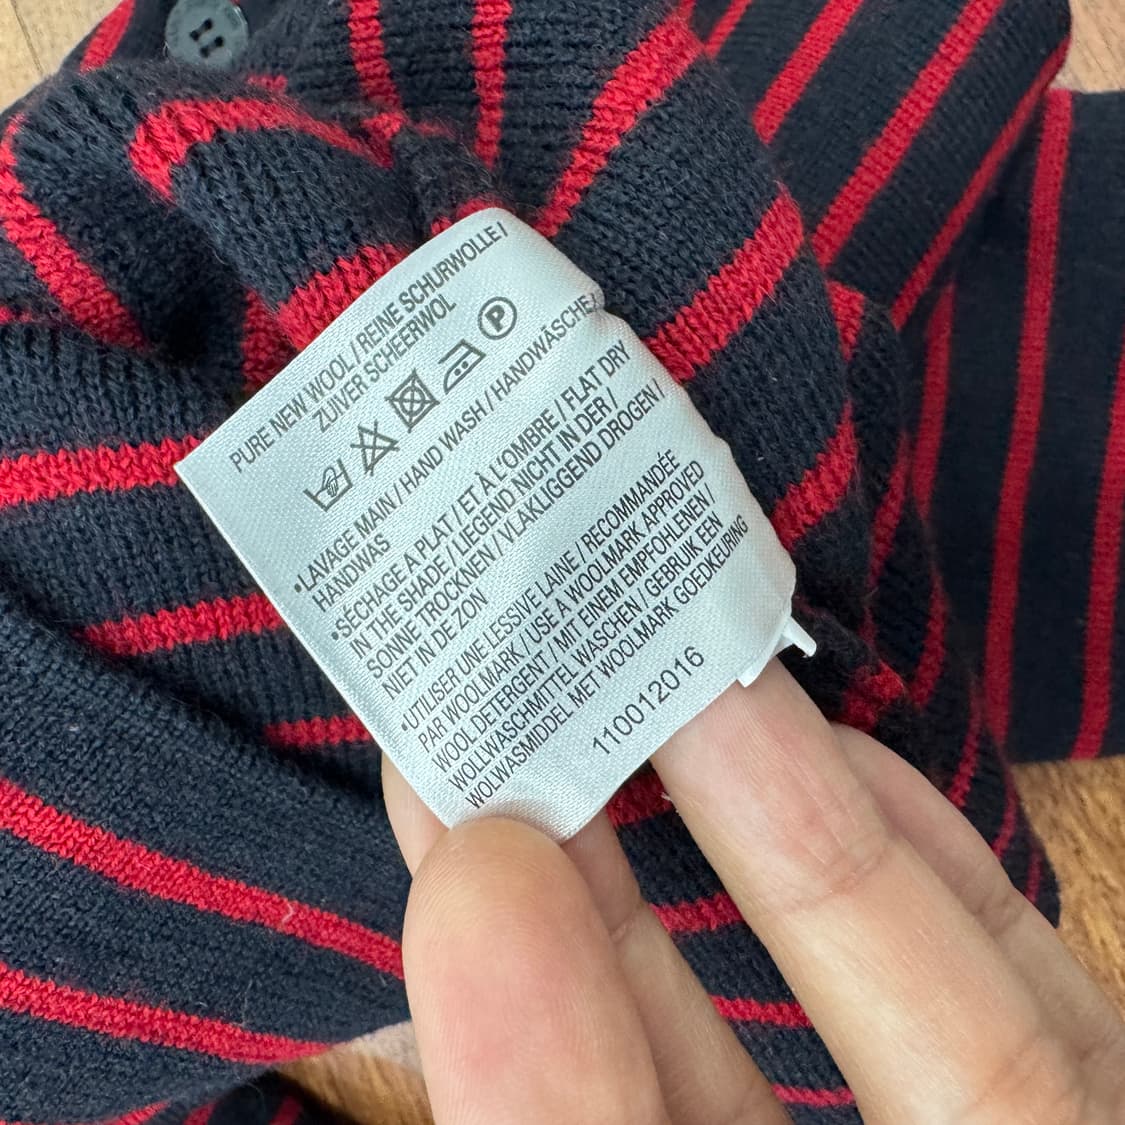 PURE NEW WOOL / REINE SCHURWOLLE /
ZUIVER SCHEERWOL
P
•LAVAGE MAIN / HAND WASH / HANDWÄSCHE /
HANDWAS
•SÉCHAGE A PLAT / ET À L'OMBRE / FLAT DRY
IN THE SHADE / LIEGEND NICHT IN DER /
SONNE TROCKNEN / VLAKLIGGEND DROGEN /
NIET IN DE ZON
•UTILISER UNE LESSIVE LAINE / RECOMMANDÉE
PAR WOOLMARK / USE A WOOLMARK APPROVED
WOOL DETERGENT / MIT EINEM EMPFOHLENEN /
WOLLWASCHMITTEL WASCHEN / GEBRUIK EEN
WOLWASMIDDEL MET WOOLMARK GOEDKEURING
110012016